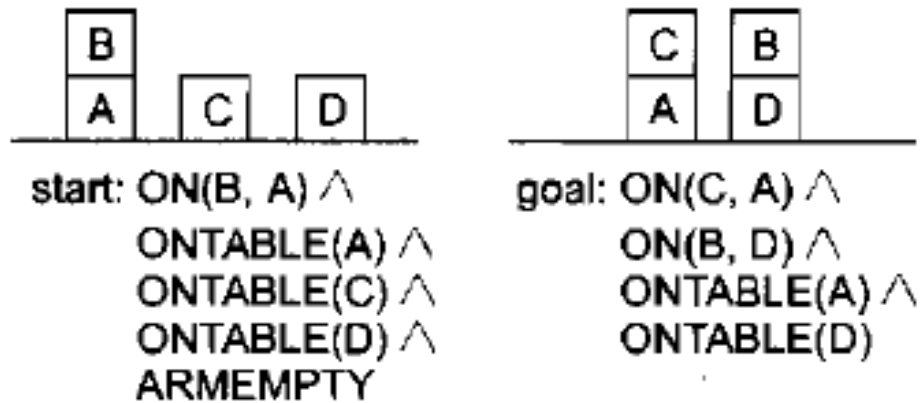 B
A
C
D
C
A
B
D
start: ON(B, A) ∧
ONTABLE(A) ∧
ONTABLE(C) ∧
ONTABLE(D) ∧
ARMEMPTY
goal: ON(C, A) ∧
ON(B, D) ∧
ONTABLE(A) ∧
ONTABLE(D)